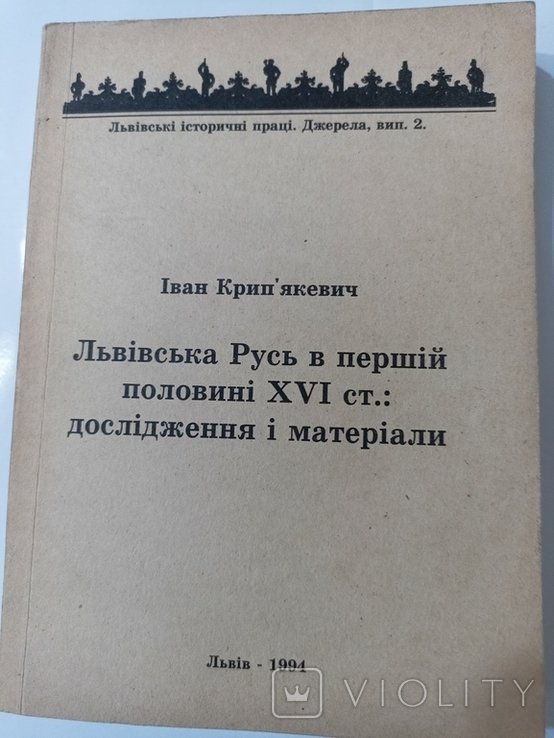 Львівські історичні праці. Джерела, вип. 2.
Іван Крип'якевич
Львівська Русь в першій
половині XVI ст.:
дослідження і матеріали
Львів - 1994
VIOLITY